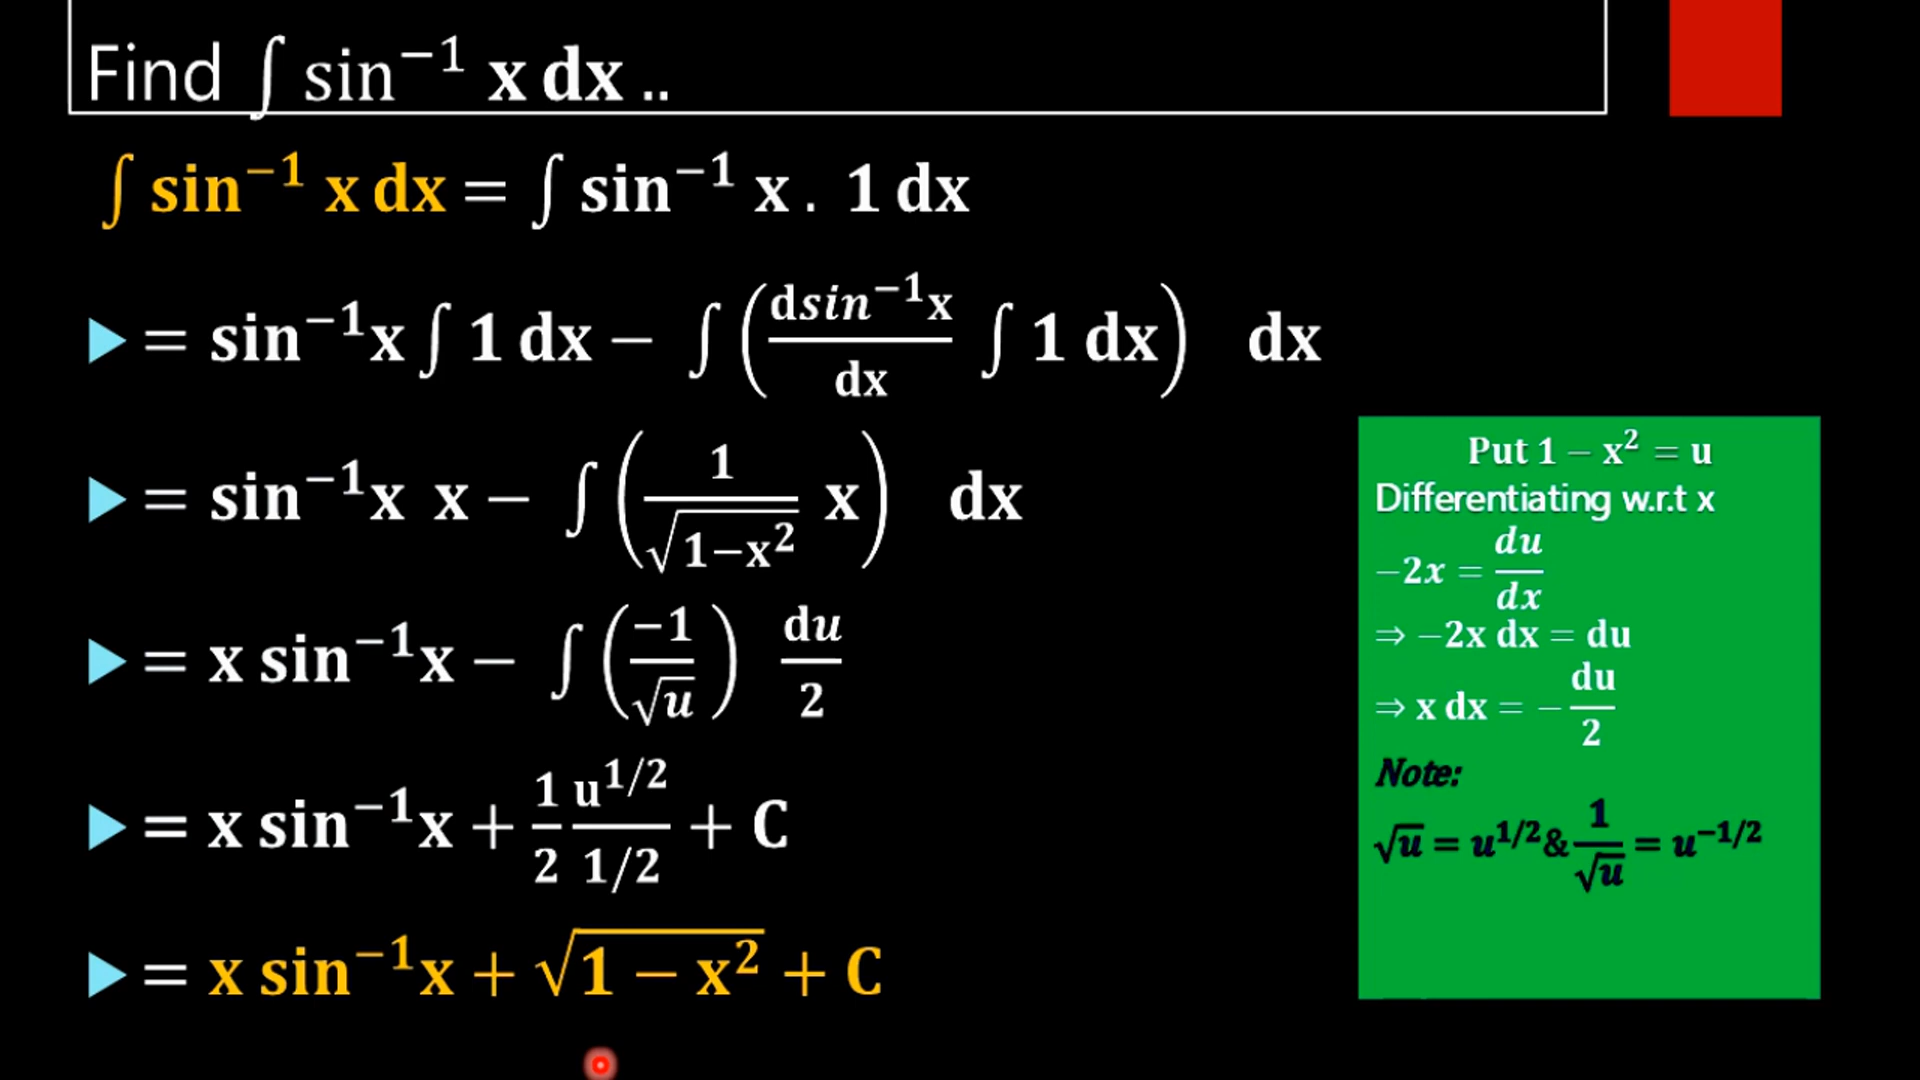 Find ∫ sin⁻¹ x dx ..
∫ sin⁻¹ x dx = ∫ sin⁻¹ x . 1 dx
= sin⁻¹x ∫ 1 dx − ∫ (dsin⁻¹x/dx ∫ 1 dx) dx
= sin⁻¹x x − ∫ (1/√(1−x²) x) dx
= x sin⁻¹x − ∫ (−1/√u) du/2
= x sin⁻¹x + 1/2 u^(1/2)/(1/2) + C
= x sin⁻¹x + √(1 − x²) + C
Put 1 − x² = u
Differentiating w.r.t x
−2x = du/dx
⇒ −2x dx = du
⇒ x dx = − du/2
Note:
√u = u^(1/2) & 1/√u = u^(−1/2)